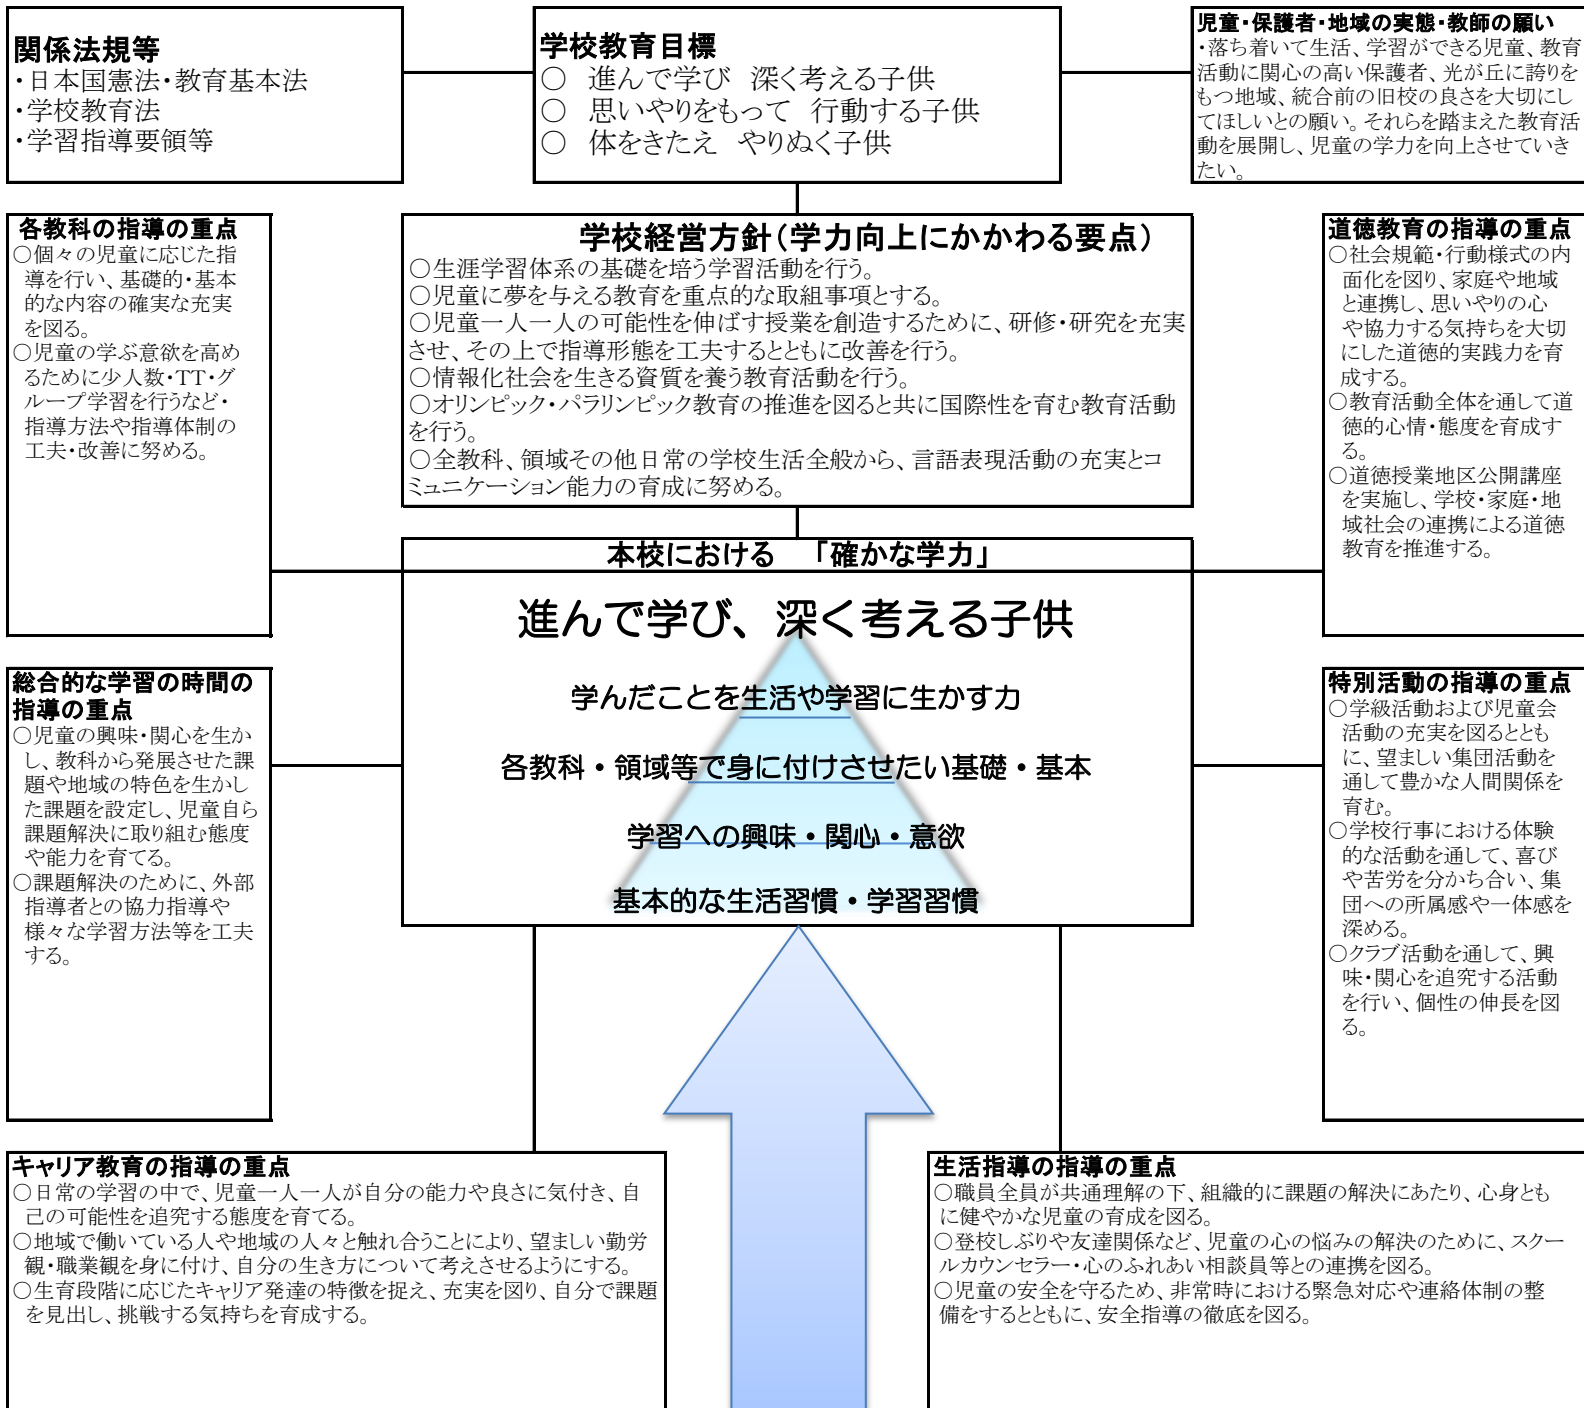 関係法規等
・日本国憲法・教育基本法
・学校教育法
・学習指導要領等
学校教育目標
○　進んで学び　深く考える子供
○　思いやりをもって　行動する子供
○　体をきたえ　やりぬく子供
児童・保護者・地域の実態・教師の願い
・落ち着いて生活、学習ができる児童、教育
活動に関心の高い保護者、光が丘に誇りを
もつ地域、統合前の旧校の良さを大切にし
てほしいとの願い。それらを踏まえた教育活
動を展開し、児童の学力を向上させていき
たい。
各教科の指導の重点
○個々の児童に応じた指
導を行い、基礎的・基本
的な内容の確実な充実
を図る。
○児童の学ぶ意欲を高め
るために少人数・TT・グ
ループ学習を行うなど・
指導方法や指導体制の
工夫・改善に努める。
学校経営方針（学力向上にかかわる要点）
○生涯学習体系の基礎を培う学習活動を行う。
○児童に夢を与える教育を重点的な取組事項とする。
○児童一人一人の可能性を伸ばす授業を創造するために、研修・研究を充実
させ、その上で指導形態を工夫するとともに改善を行う。
○情報化社会を生きる資質を養う教育活動を行う。
○オリンピック・パラリンピック教育の推進を図ると共に国際性を育む教育活動
を行う。
○全教科、領域その他日常の学校生活全般から、言語表現活動の充実とコ
ミュニケーション能力の育成に努める。
道徳教育の指導の重点
○社会規範・行動様式の内
面化を図り、家庭や地域
と連携し、思いやりの心
や協力する気持ちを大切
にした道徳的実践力を育
成する。
○教育活動全体を通して道
徳的心情・態度を育成す
る。
○道徳授業地区公開講座
を実施し、学校・家庭・地
域社会の連携による道徳
教育を推進する。
本校における　「確かな学力」
進んで学び、深く考える子供
学んだことを生活や学習に生かす力
各教科・領域等で身に付けさせたい基礎・基本
学習への興味・関心・意欲
基本的な生活習慣・学習習慣
総合的な学習の時間の
指導の重点
○児童の興味・関心を生か
し、教科から発展させた課
題や地域の特色を生かし
た課題を設定し、児童自ら
課題解決に取り組む態度
や能力を育てる。
○課題解決のために、外部
指導者との協力指導や
様々な学習方法等を工夫
する。
特別活動の指導の重点
○学級活動および児童会
活動の充実を図るととも
に、望ましい集団活動を
通して豊かな人間関係を
育む。
○学校行事における体験
的な活動を通して、喜び
や苦労を分かち合い、集
団への所属感や一体感を
深める。
○クラブ活動を通して、興
味・関心を追究する活動
を行い、個性の伸長を図
る。
キャリア教育の指導の重点
○日常の学習の中で、児童一人一人が自分の能力や良さに気付き、自
己の可能性を追究する態度を育てる。
○地域で働いている人や地域の人々と触れ合うことにより、望ましい勤労
観・職業観を身に付け、自分の生き方について考えさせるようにする。
○生育段階に応じたキャリア発達の特徴を捉え、充実を図り、自分で課題
を見出し、挑戦する気持ちを育成する。
生活指導の指導の重点
○職員全員が共通理解の下、組織的に課題の解決にあたり、心身とも
に健やかな児童の育成を図る。
○登校しぶりや友達関係など、児童の心の悩みの解決のために、スクー
ルカウンセラー・心のふれあい相談員等との連携を図る。
○児童の安全を守るため、非常時における緊急対応や連絡体制の整
備をするとともに、安全指導の徹底を図る。